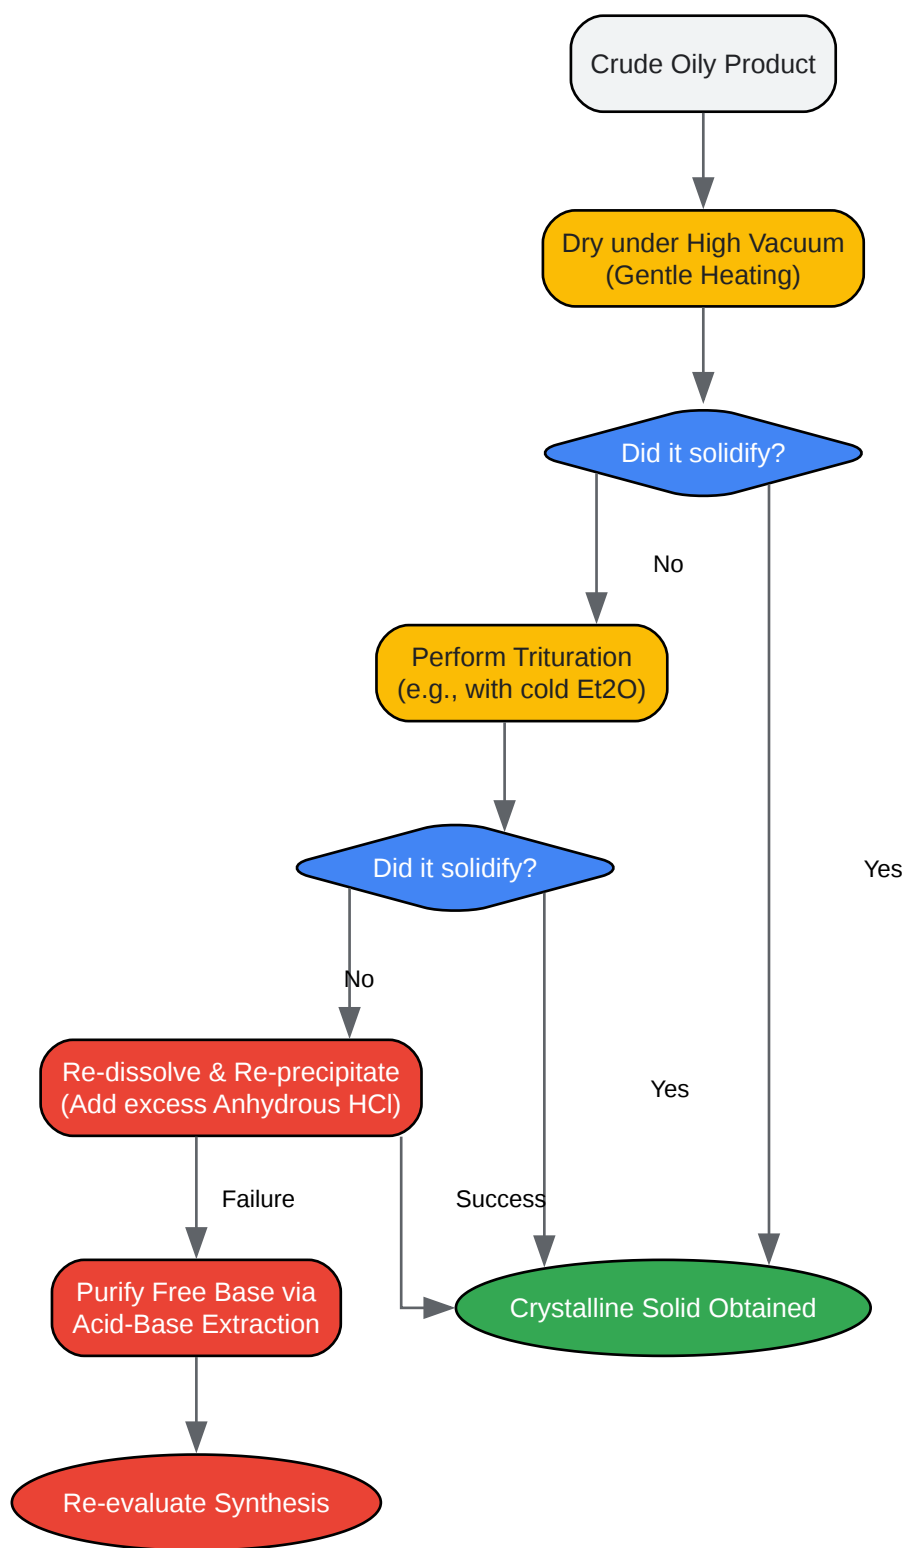 Crude Oily Product
Dry under High Vacuum
(Gentle Heating)
Did it solidify?
No
Perform Trituration
(e.g., with cold Et2O)
Did it solidify?
Yes
No
Re-dissolve & Re-precipitate
(Add excess Anhydrous HCl)
Yes
Failure
Success
Purify Free Base via
Acid-Base Extraction
Crystalline Solid Obtained
Re-evaluate Synthesis